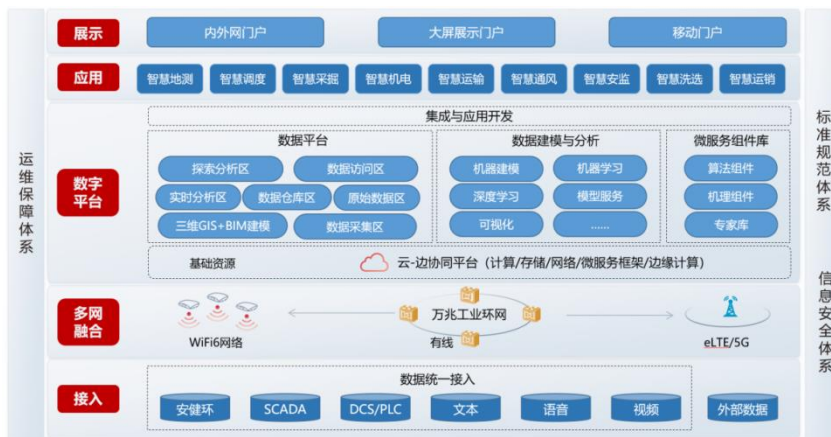 运维保障体系
展示
内外网门户
大屏展示门户
移动门户
应用
智慧地测
智慧调度
智慧采掘
智慧机电
智慧运输
智慧通风
智慧安监
智慧洗选
智慧运销
数字
平台
集成与应用开发
数据平台
探索分析区
数据访问区
实时分析区
数据仓库区
原始数据区
三维GIS+BIM建模
数据采集区
数据建模与分析
机器建模
机器学习
深度学习
模型服务
可视化
......
微服务组件库
算法组件
机理组件
专家库
基础资源
云-边协同平台（计算/存储/网络/微服务框架/边缘计算）
多网
融合
WiFi6网络
万兆工业环网
有线
eLTE/5G
接入
数据统一接入
安健环
SCADA
DCS/PLC
文本
语音
视频
外部数据
标准规范体系
信息安全体系